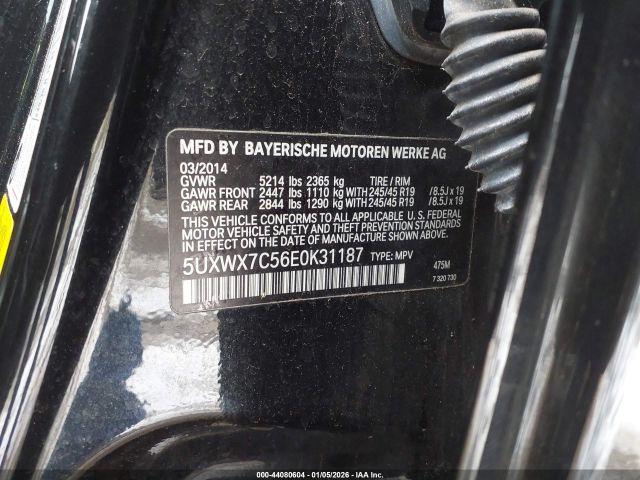 MFD BY BAYERISCHE MOTOREN WERKE AG
03/2014
GVWR 5214 lbs 2365 kg TIRE / RIM
GAWR FRONT 2447 lbs 1110 kg WITH 245/45 R19 / 8.5J x 19
GAWR REAR 2844 lbs 1290 kg WITH 245/45 R19 / 8.5J x 19
THIS VEHICLE CONFORMS TO ALL APPLICABLE U. S. FEDERAL
MOTOR VEHICLE SAFETY AND THEFT PREVENTION STANDARDS
IN EFFECT ON THE DATE OF MANUFACTURE SHOWN ABOVE.
5UXWX7C56E0K31187 TYPE: MPV
475M
7 320 730
000-44080604 - 01/05/2026 - IAA Corp.